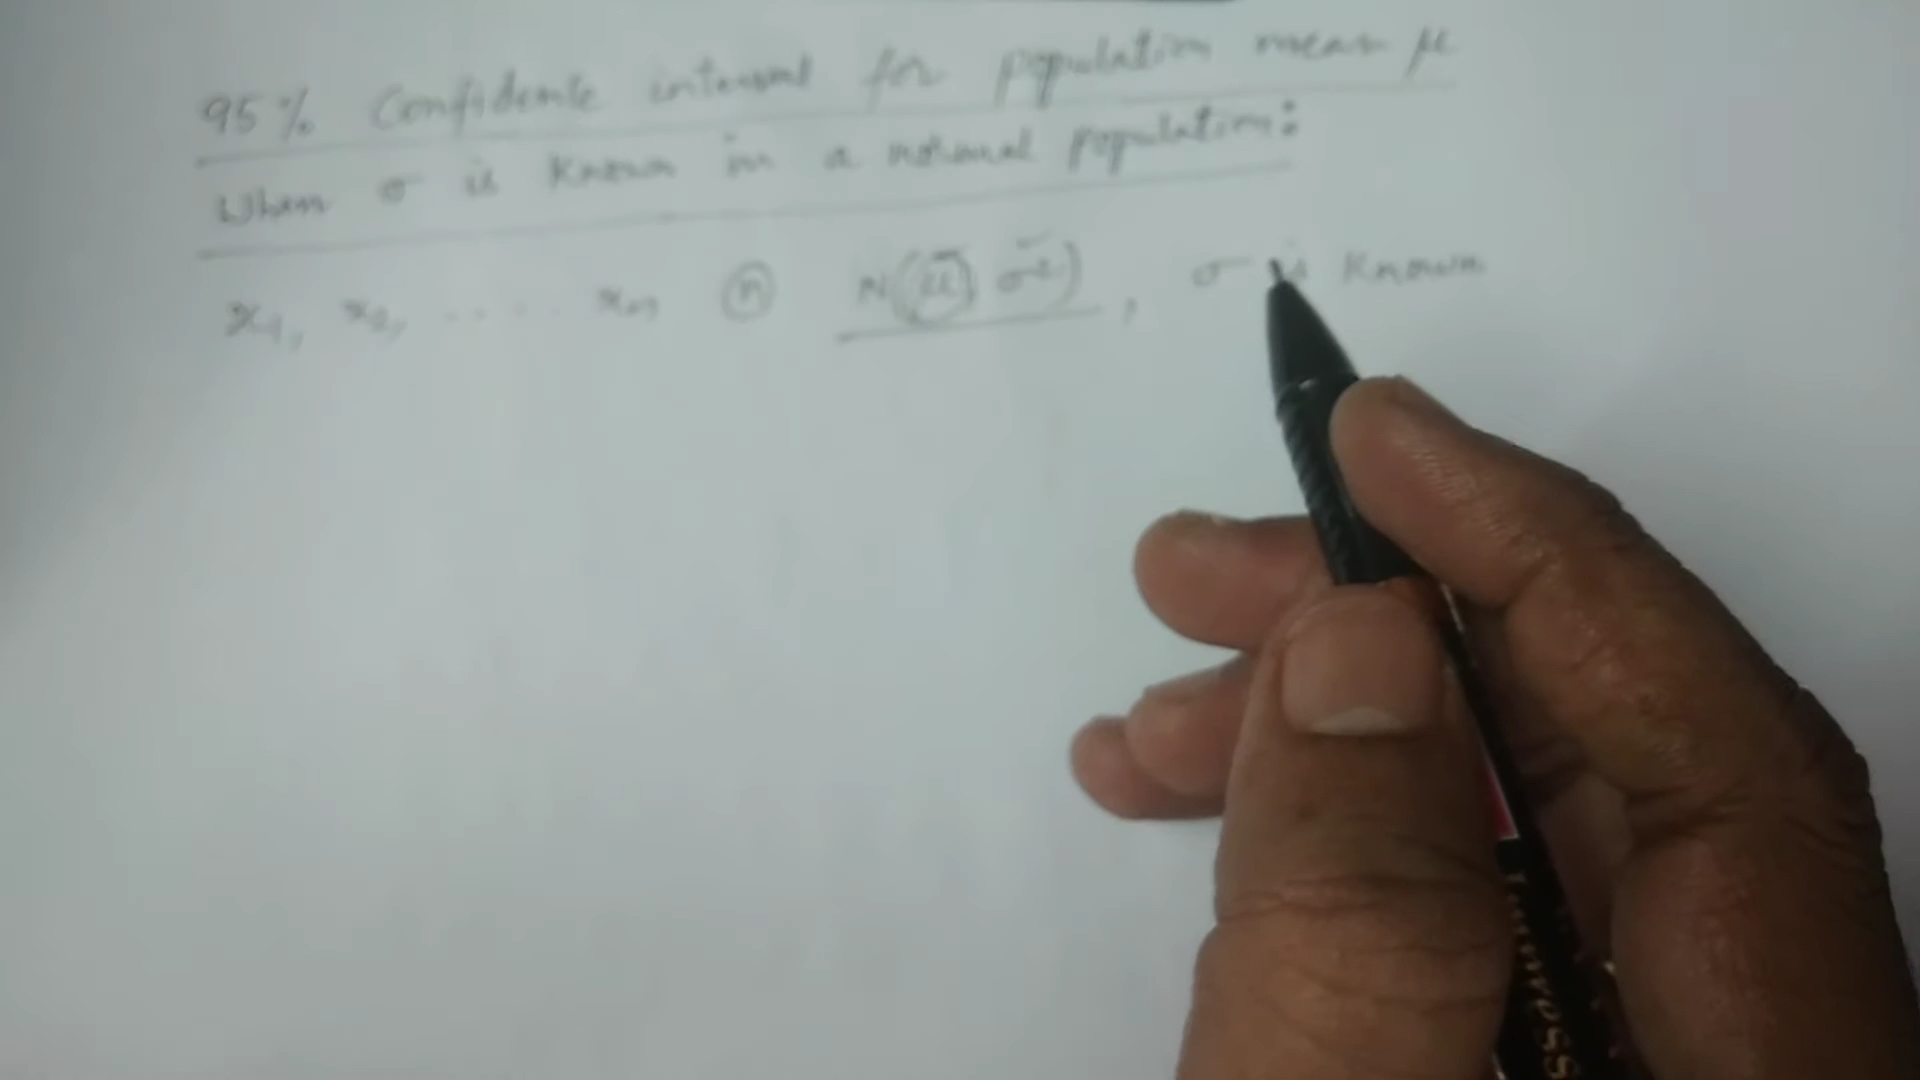 95% Confidence interval for population mean μ
When σ is known in a normal population:
x₁, x₂, ..... xₙ (n) N(μ, σ²), σ is known